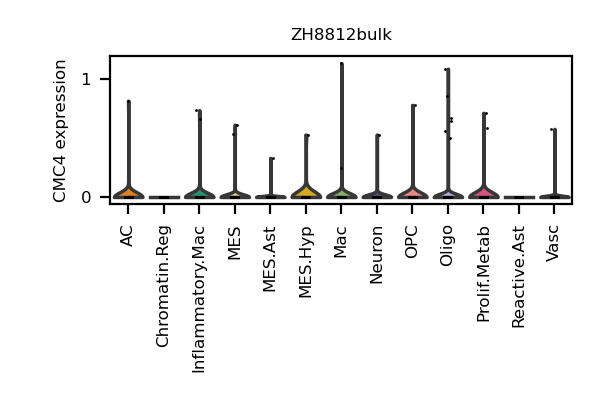 ZH8812bulk
CMC4 expression
1
0
AC
Chromatin.Reg
Inflammatory.Mac
MES
MES.Ast
MES.Hyp
Mac
Neuron
OPC
Oligo
Prolif.Metab
Reactive.Ast
Vasc